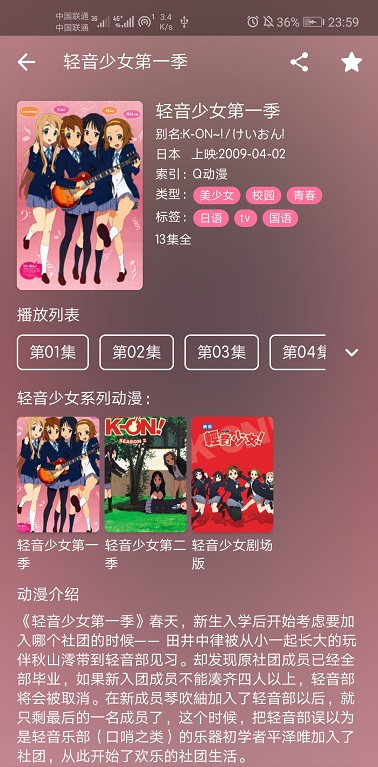 中国联通 3G 4G+ 1 3.4 K/s 36% 23:59
中国联通
轻音少女第一季
轻音少女第一季
别名:K-ON~!/けいおん!
日本 上映:2009-04-02
索引：Q动漫
类型： 美少女 校园 青春
标签： 日语 tv 国语
13集全
播放列表
第01集 第02集 第03集 第04集
轻音少女系列动漫：
K-ON!
SEASON 2
轻音少女!
轻音少女第一季
轻音少女第二季
轻音少女剧场版
动漫介绍
《轻音少女第一季》春天，新生入学后开始考虑要加
入哪个社团的时候—— 田井中律被从小一起长大的玩
伴秋山澪带到轻音部见习。却发现原社团成员已经全
部毕业，如果新入团成员不能凑齐四人以上，轻音部
将会被取消。在新成员琴吹紬加入了轻音部以后，就
只剩最后的一名成员了，这个时候，把轻音部误以为
是轻音乐部（口哨之类）的乐器初学者平泽唯加入了
社团，从此开始了欢乐的社团生活。